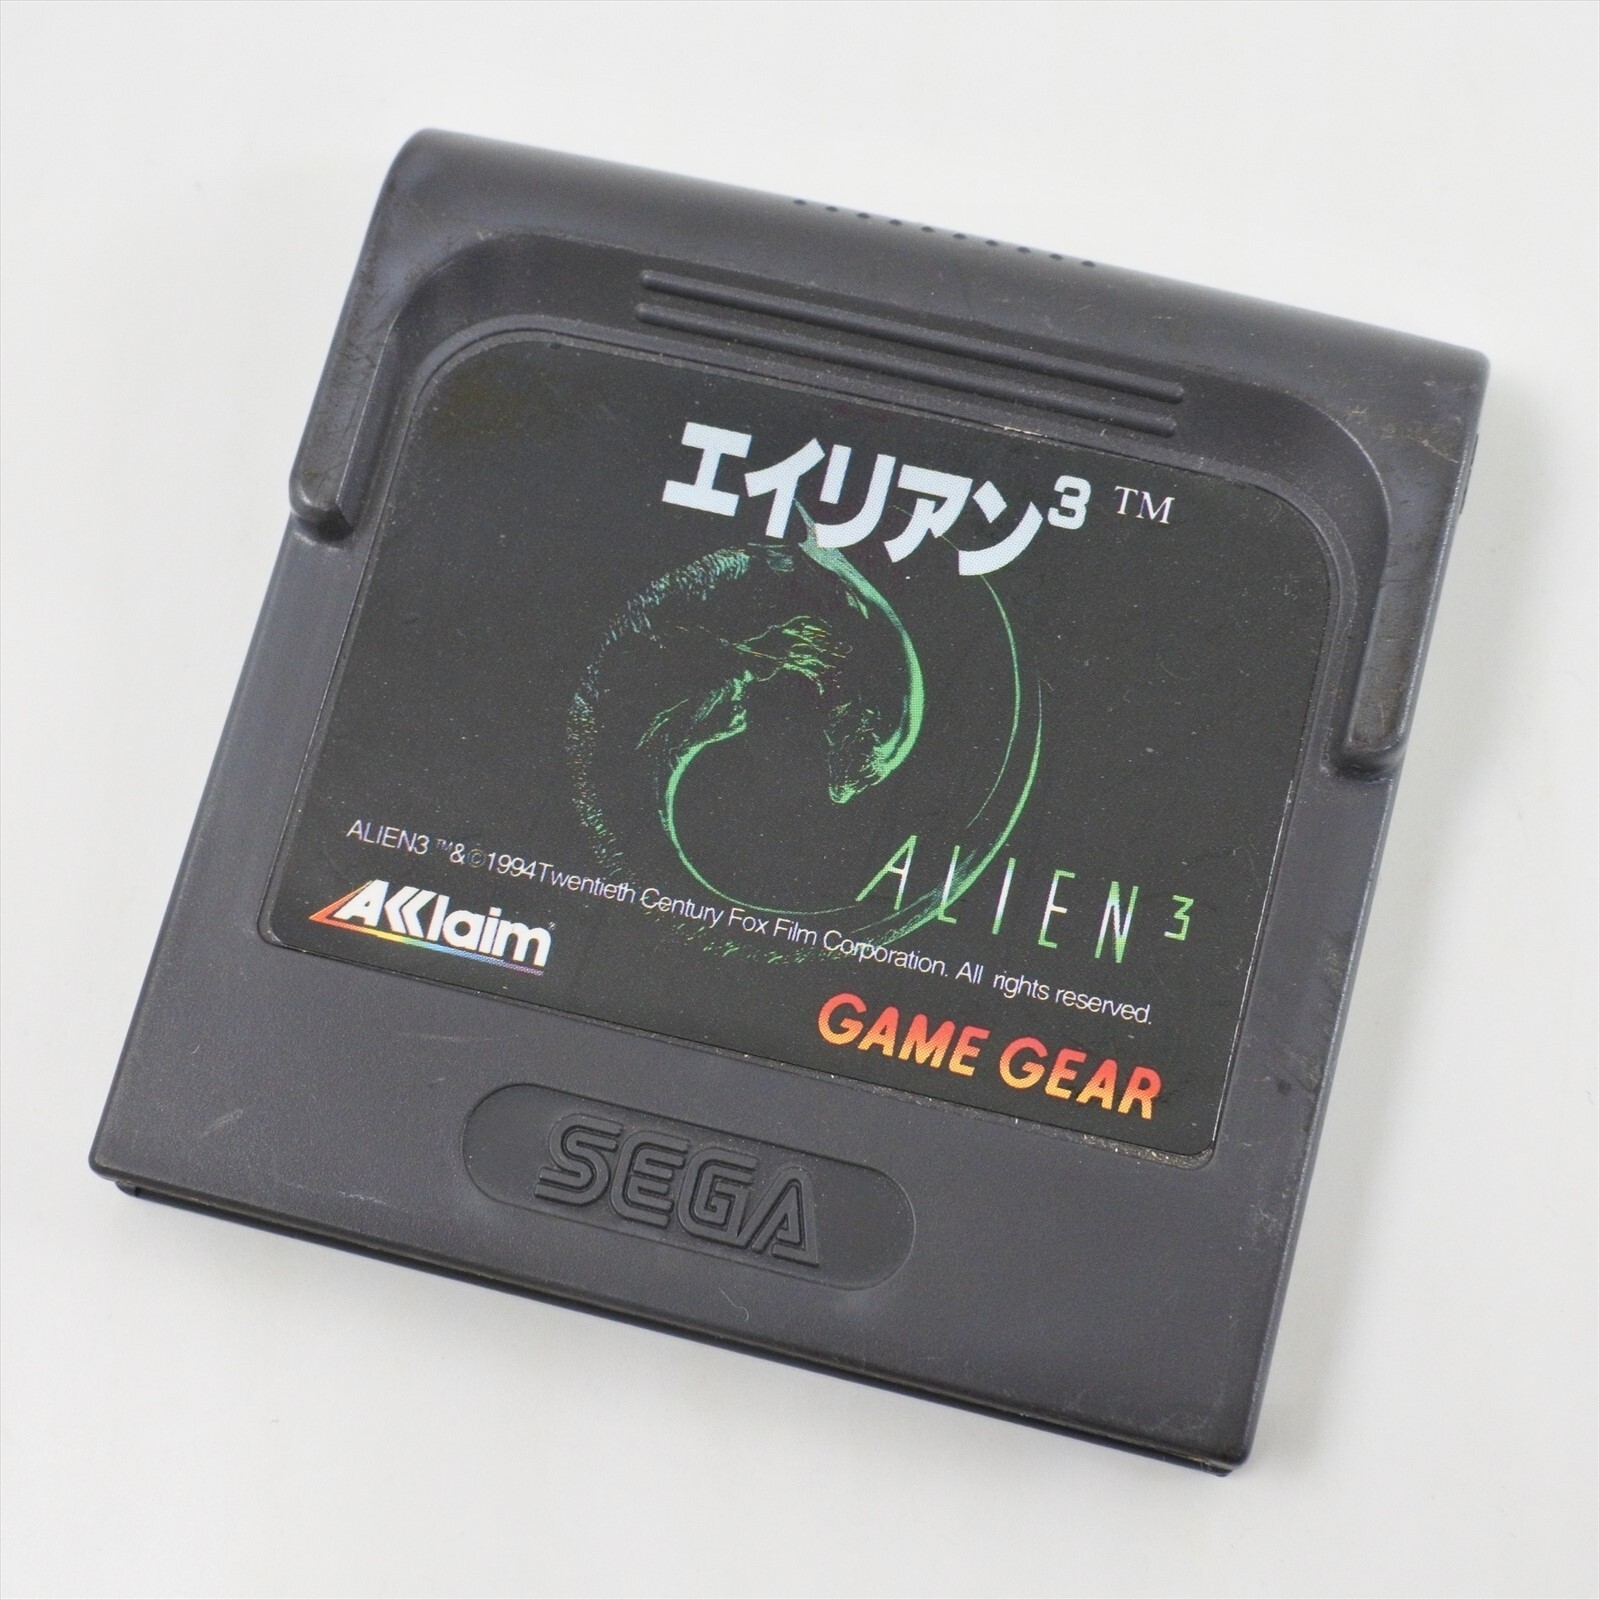 エイリアン3 TM
ALIEN 3
ALIEN3 ™&©1994Twentieth Century Fox Film Corporation. All rights reserved.
AKKlaim®
GAME GEAR
SEGA